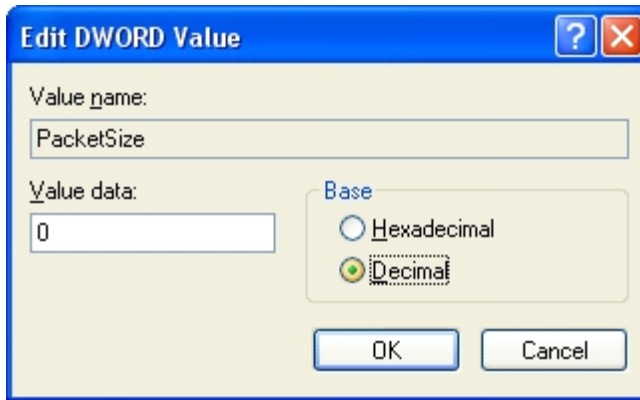 Edit DWORD Value
Value name:
PacketSize
Value data:
0
Base
Hexadecimal
Decimal
OK
Cancel